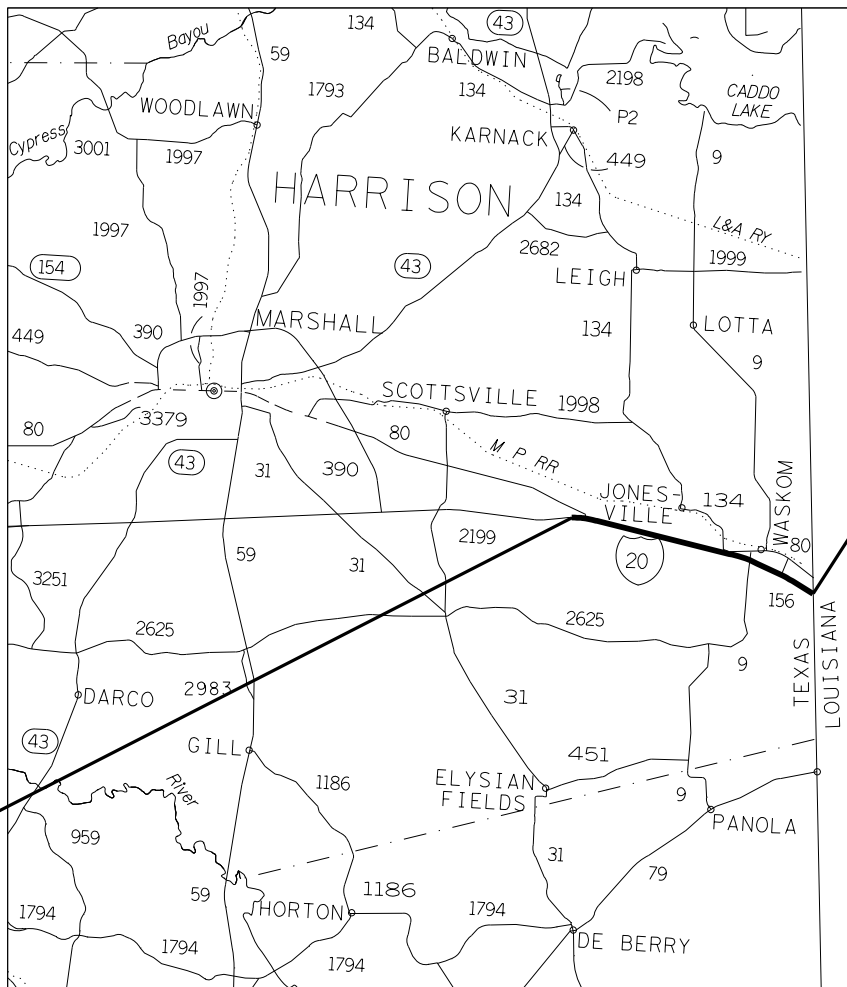 134
43
Bayou
59
BALDWIN
2198
1793
134
CADDO
LAKE
WOODLAWN
P2
KARNACK
Cypress
3001
1997
449
9
HARRISON
134
1997
L&A RY
2682
1999
154
43
LEIGH
1997
MARSHALL
449
390
134
LOTTA
9
SCOTTSVILLE
1998
3379
80
80
M P RR
43
31
390
JONES-
VILLE
134
WASKOM
2199
80
59
31
20
3251
156
2625
2625
TEXAS
LOUISIANA
9
DARCO
2983
31
43
GILL
451
River
1186
ELYSIAN
FIELDS
9
PANOLA
959
31
79
59
1186
1794
HORTON
1794
1794
DE BERRY
1794